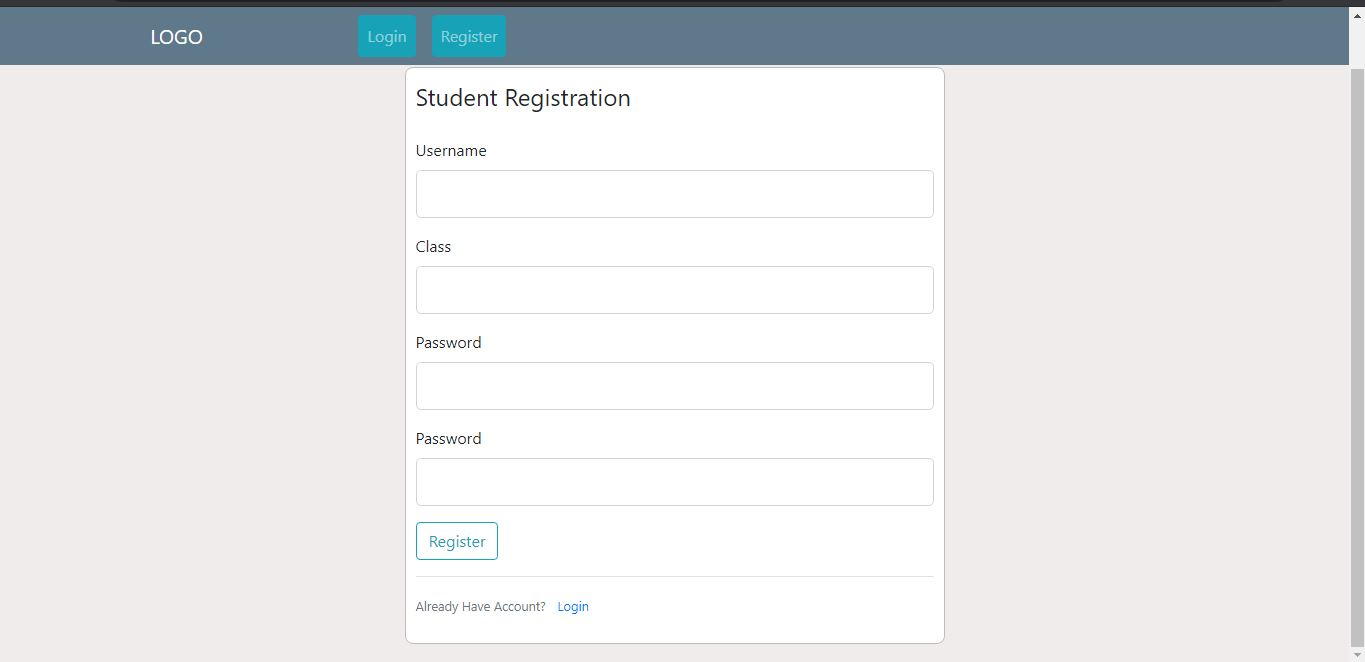 LOGO Login Register
Student Registration
Username
Class
Password
Password
Register
Already Have Account? Login